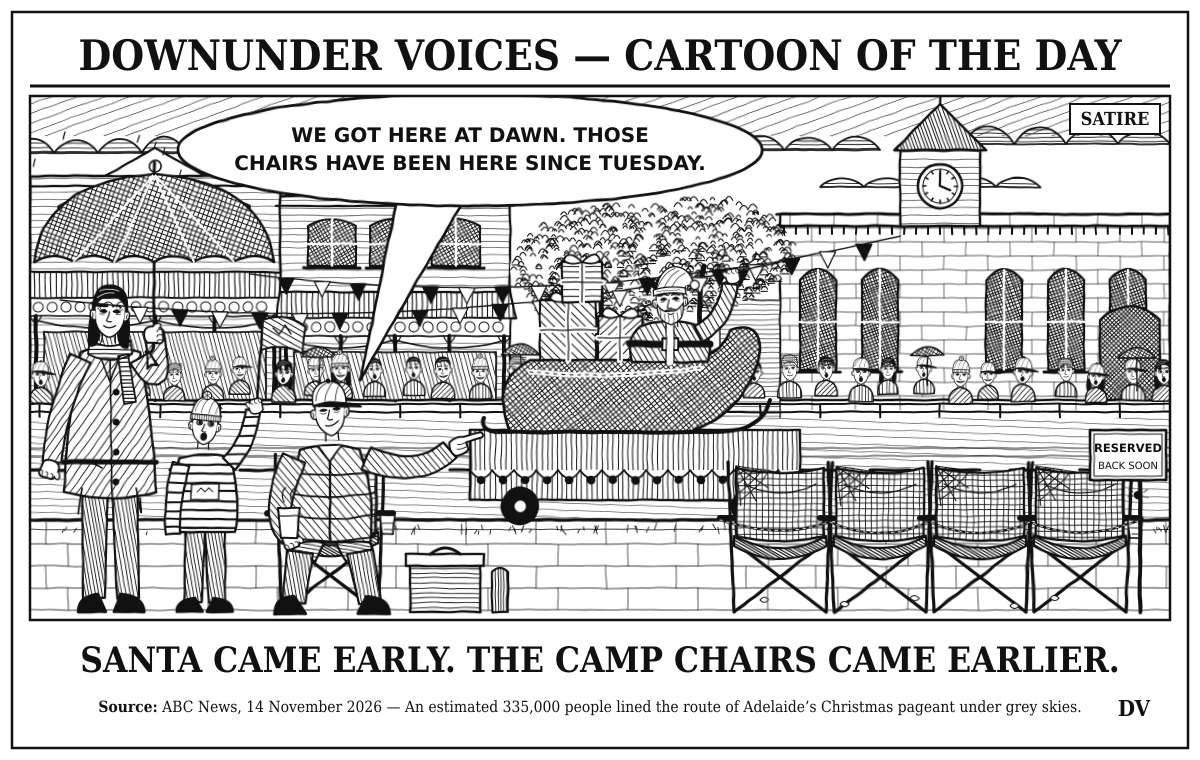 DOWNUNDER VOICES — CARTOON OF THE DAY
SATIRE
WE GOT HERE AT DAWN. THOSE
CHAIRS HAVE BEEN HERE SINCE TUESDAY.
RESERVED
BACK SOON
SANTA CAME EARLY. THE CAMP CHAIRS CAME EARLIER.
Source: ABC News, 14 November 2026 — An estimated 335,000 people lined the route of Adelaide’s Christmas pageant under grey skies.
DV